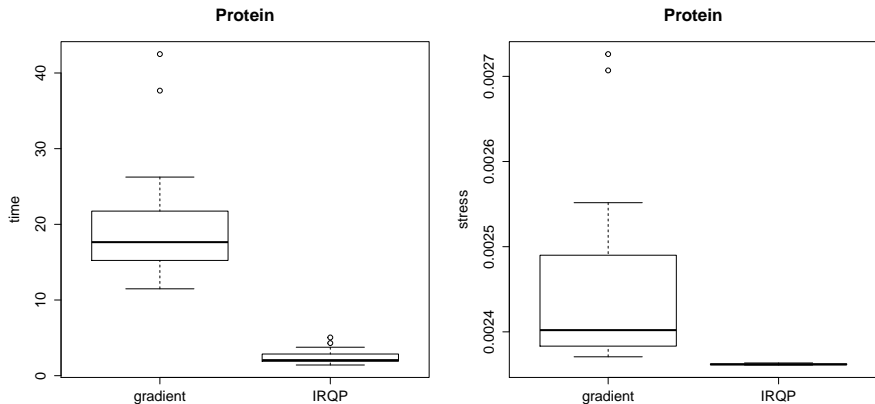 Protein
time
40
30
20
10
0
gradient
IRQP
Protein
stress
0.0027
0.0026
0.0025
0.0024
gradient
IRQP